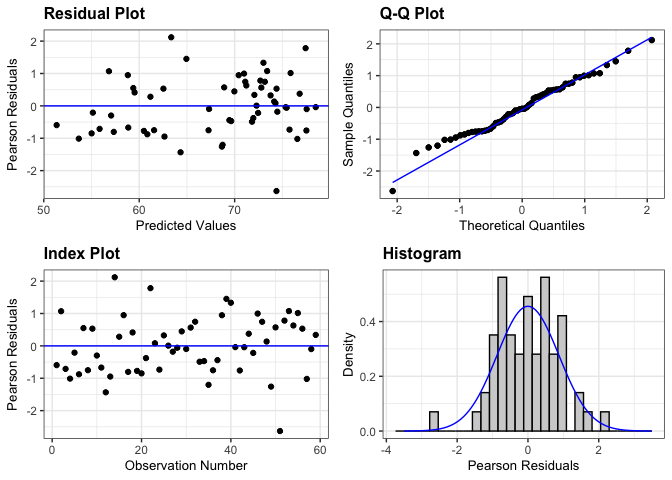 Residual Plot
Pearson Residuals
2
1
0
-1
-2
50
60
70
Predicted Values
Q-Q Plot
Sample Quantiles
2
1
0
-1
-2
-2
-1
0
1
2
Theoretical Quantiles
Index Plot
Pearson Residuals
2
1
0
-1
-2
0
20
40
60
Observation Number
Histogram
Density
0.4
0.2
0.0
-4
-2
0
2
4
Pearson Residuals